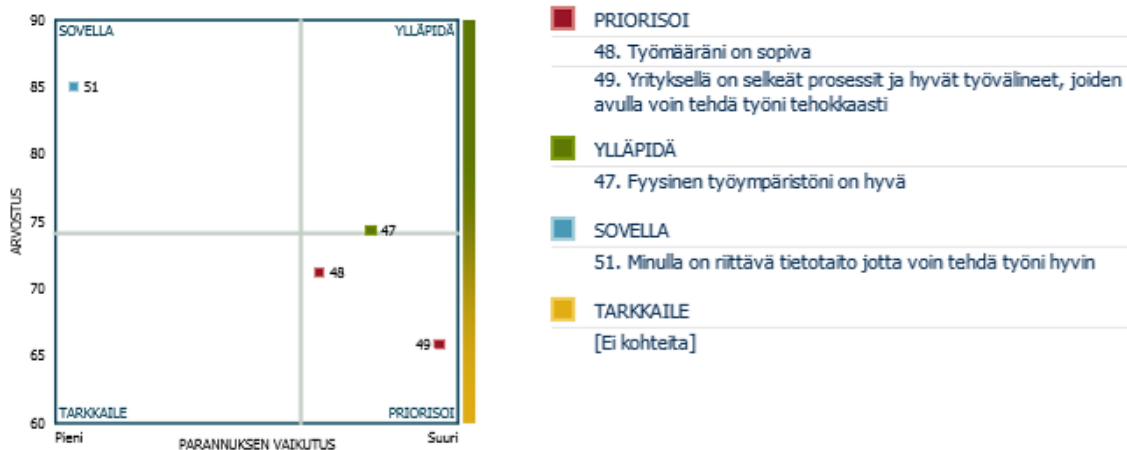 90
SOVELLA
YLLÄPIDÄ
85
51
80
75
47
ARVOSTUS
70
48
65
49
60
TARKKAILE
PRIORISOI
Pieni
PARANNUKSEN VAIKUTUS
Suuri
PRIORISOI
48. Työmääräni on sopiva
49. Yrityksellä on selkeät prosessit ja hyvät työvälineet, joiden
avulla voin tehdä työni tehokkaasti
YLLÄPIDÄ
47. Fyysinen työympäristöni on hyvä
SOVELLA
51. Minulla on riittävä tietotaito jotta voin tehdä työni hyvin
TARKKAILE
[Ei kohteita]